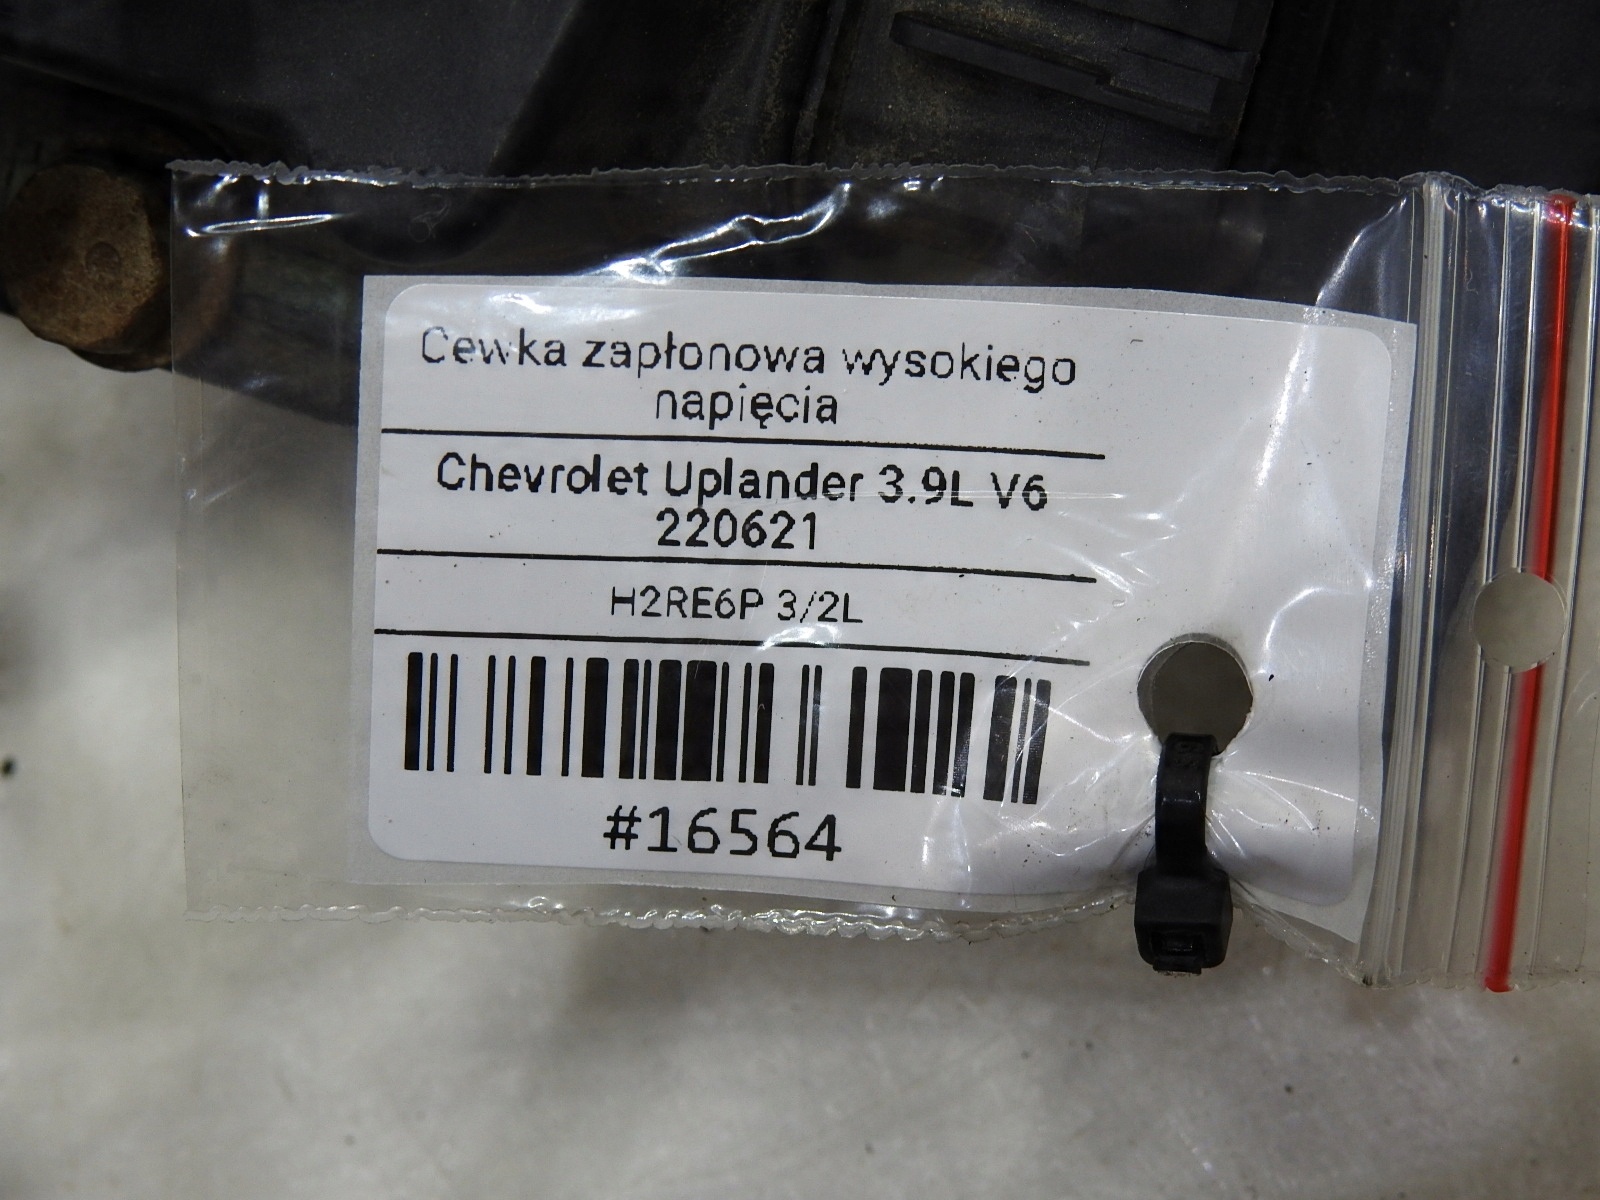 Cewka zapłonowa wysokiego
napięcia
Chevrolet Uplander 3.9L V6
220621
H2RE6P 3/2L
#16564